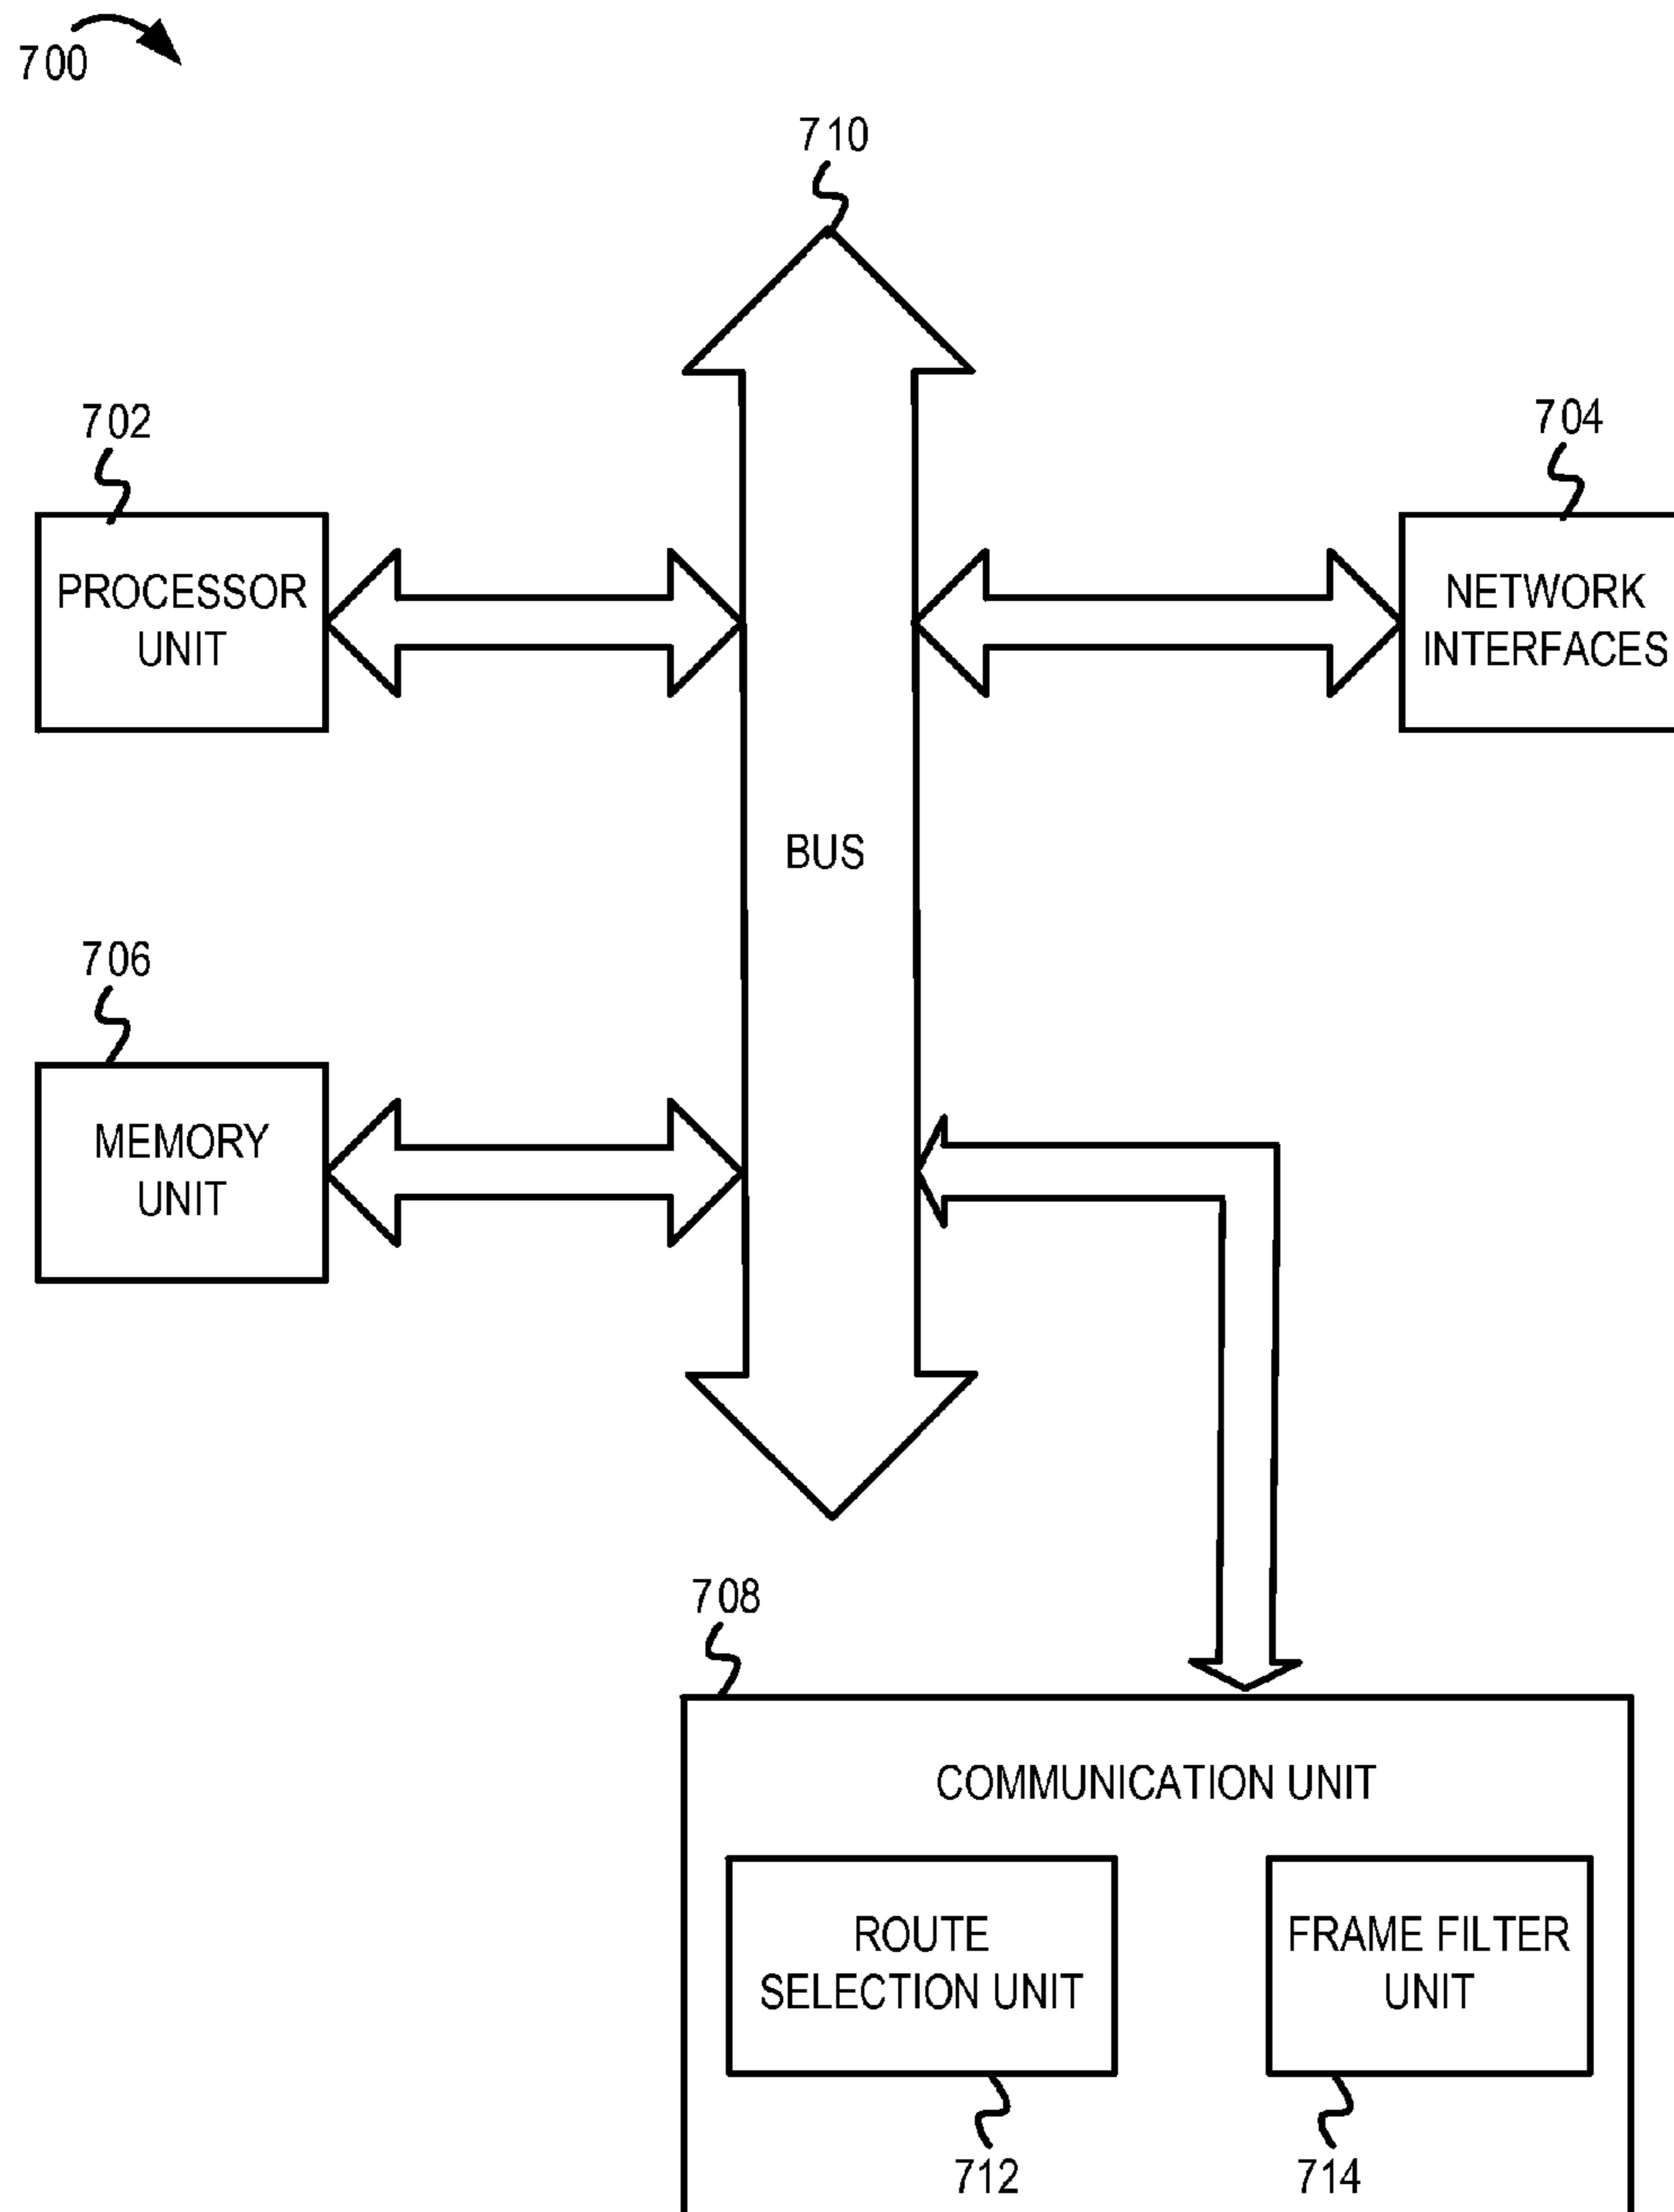 700
710
702
704
PROCESSOR
UNIT
NETWORK
INTERFACES
BUS
706
MEMORY
UNIT
708
COMMUNICATION UNIT
ROUTE
SELECTION UNIT
FRAME FILTER
UNIT
712
714